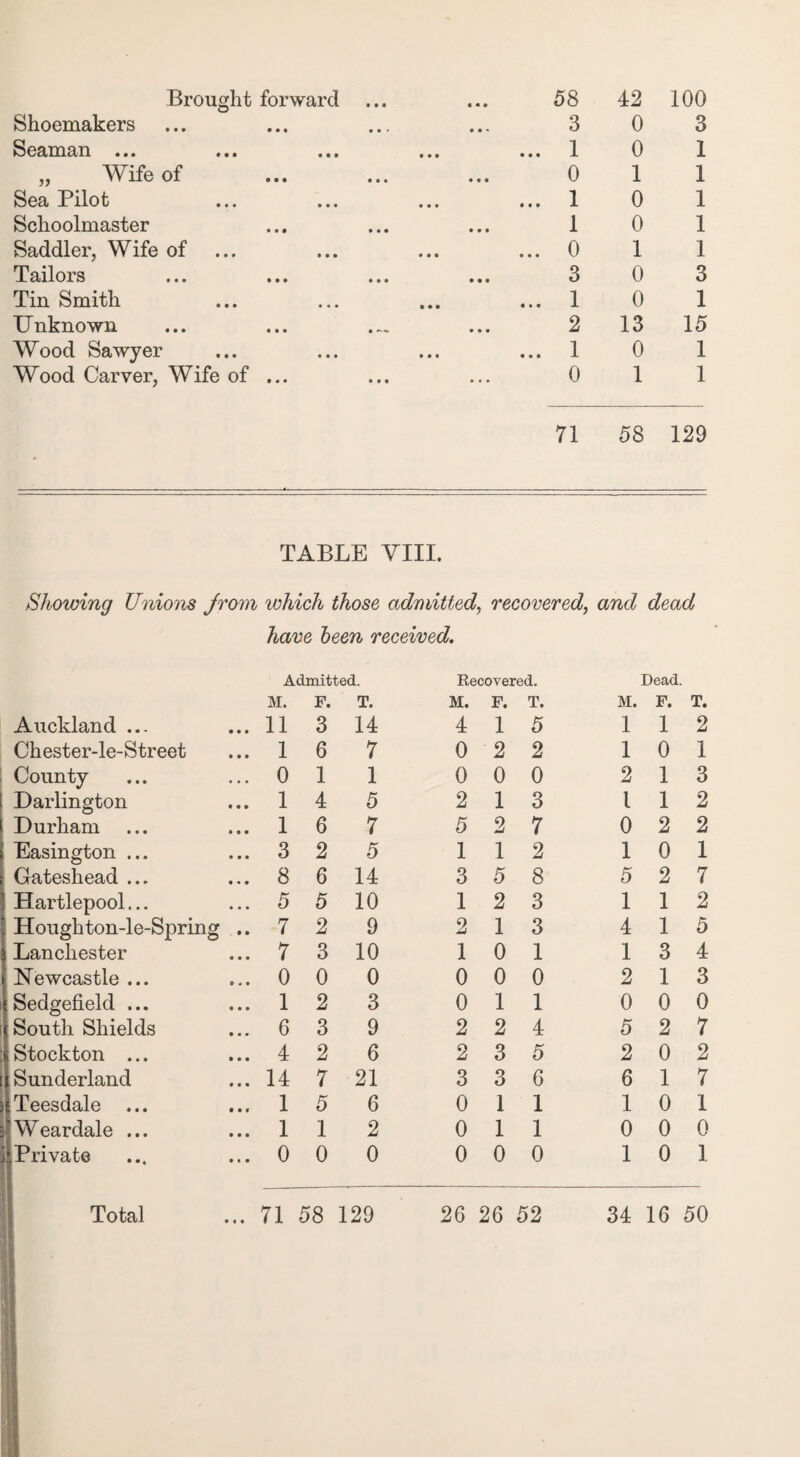 Brought forward ... ... 58 42 100
Shoemakers ... ... ... ... 3 0 3
Seaman ... ... ... ... ... 1 0 1
„ Wife of ... ... ... 0 1 1
Sea Pilot ... ... ... ... 1 0 1
Schoolmaster ... ... ... 1 0 1
Saddler, Wife of ... ... ... ... 0 1 1
Tailors ... ... ... ... 3 0 3
Tin Smith ... ... ... ... 1 0 1
Unknown ... ... ... ... 2 13 15
Wood Sawyer ... ... ... ... 1 0 1
Wood Carver, Wife of ... ... ... 0 1 1
71 58 129
TABLE VIII.
Showing Unions from which those admitted, recovered, and dead
have been received.
Admitted. Recovered. Dead.
M. F. T. M. F. T. M. F. T.
Auckland ... ... 11 3 14 4 1 5 1 1 2
Chester-le-Street ... 1 6 7 0 2 2 1 0 1
County ... ... 0 1 1 0 0 0 2 1 3
Darlington ... 1 4 5 2 1 3 1 1 2
Durham ... ... 1 6 7 5 2 7 0 2 2
Easington ... ... 3 2 5 1 1 2 1 0 1
Gateshead ... ... 8 6 14 3 5 8 5 2 7
Hartlepool... ... 5 5 10 1 2 3 1 1 2
Houghton-le-Spring .. 7 2 9 2 1 3 4 1 5
Lanchester ... 7 3 10 1 0 1 1 3 4
Newcastle ... ... 0 0 0 0 0 0 2 1 3
Sedgefield ... ... 1 2 3 0 1 1 0 0 0
South Shields ... 6 3 9 2 2 4 5 2 7
Stockton ... ... 4 2 6 2 3 5 2 0 2
Sunderland ... 14 7 21 3 3 6 6 1 7
Teesdale ... ... 1 5 6 0 1 1 1 0 1
Weardale ... ... 1 1 2 0 1 1 0 0 0
Private ... ... 0 0 0 0 0 0 1 0 1
Total ... 71 58 129 26 26 52 34 16 50